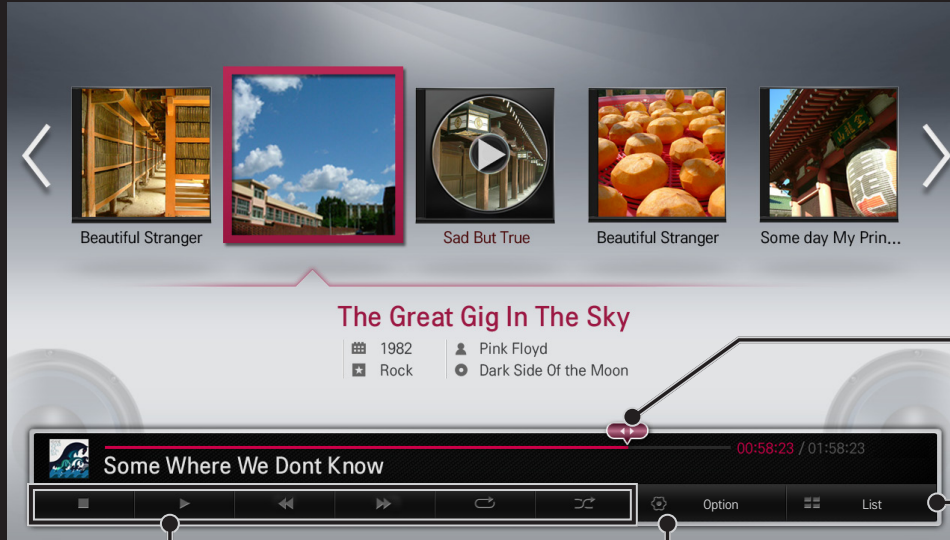 Beautiful Stranger
Sad But True
Beautiful Stranger
Some day My Prin...
The Great Gig In The Sky
1982
Pink Floyd
Rock
Dark Side Of the Moon
00:58:23 / 01:58:23
Some Where We Dont Know
Option
List